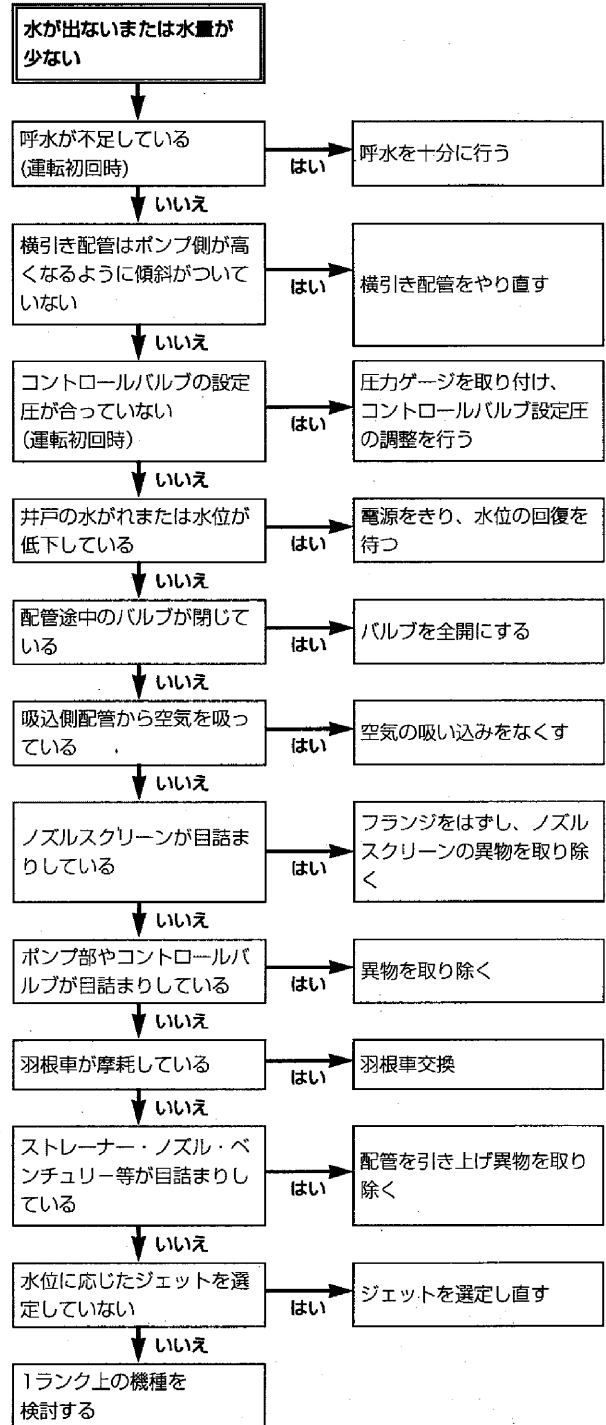 水が出ないまたは水量が
少ない
呼水が不足している
(運転初回時)
はい
呼水を十分に行う
いいえ
横引き配管はポンプ側が高
くなるように傾斜がついて
いない
はい
横引き配管をやり直す
いいえ
コントロールバルブの設定
圧が合っていない
(運転初回時)
はい
圧力ゲージを取り付け、
コントロールバルブ設定圧
の調整を行う
いいえ
井戸の水がれまたは水位が
低下している
はい
電源をきり、水位の回復を
待つ
いいえ
配管途中のバルブが閉じて
いる
はい
バルブを全開にする
いいえ
吸込側配管から空気を吸っ
ている
はい
空気の吸い込みをなくす
いいえ
ノズルスクリーンが目詰ま
りしている
はい
フランジをはずし、ノズル
スクリーンの異物を取り除
く
いいえ
ポンプ部やコントロールバ
ルブが目詰まりしている
はい
異物を取り除く
いいえ
羽根車が摩耗している
はい
羽根車交換
いいえ
ストレーナー・ノズル・ベ
ンチュリー等が目詰まりし
ている
はい
配管を引き上げ異物を取り
除く
いいえ
水位に応じたジェットを選
定していない
はい
ジェットを選定し直す
いいえ
1ランク上の機種を
検討する